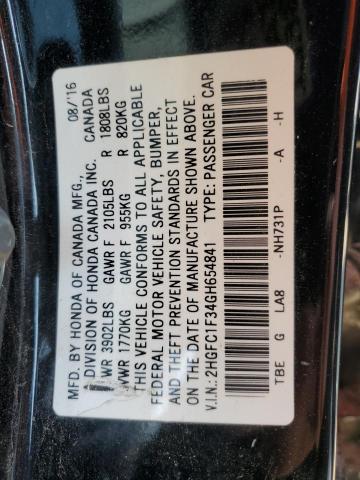 MFD. BY HONDA OF CANADA MFG., 08/'16
DIVISION OF HONDA CANADA INC. CANADA
WR 3902LBS GAWR F 2105LBS R 1808LBS
VWR 1770KG GAWR F 955KG R 820KG
THIS VEHICLE CONFORMS TO ALL APPLICABLE
FEDERAL MOTOR VEHICLE SAFETY, BUMPER,
AND THEFT PREVENTION STANDARDS IN EFFECT
ON THE DATE OF MANUFACTURE SHOWN ABOVE.
V.I.N.: 2HGFC1F34GH654841 TYPE: PASSENGER CAR
TBE G LA8 -NH731P -A -H